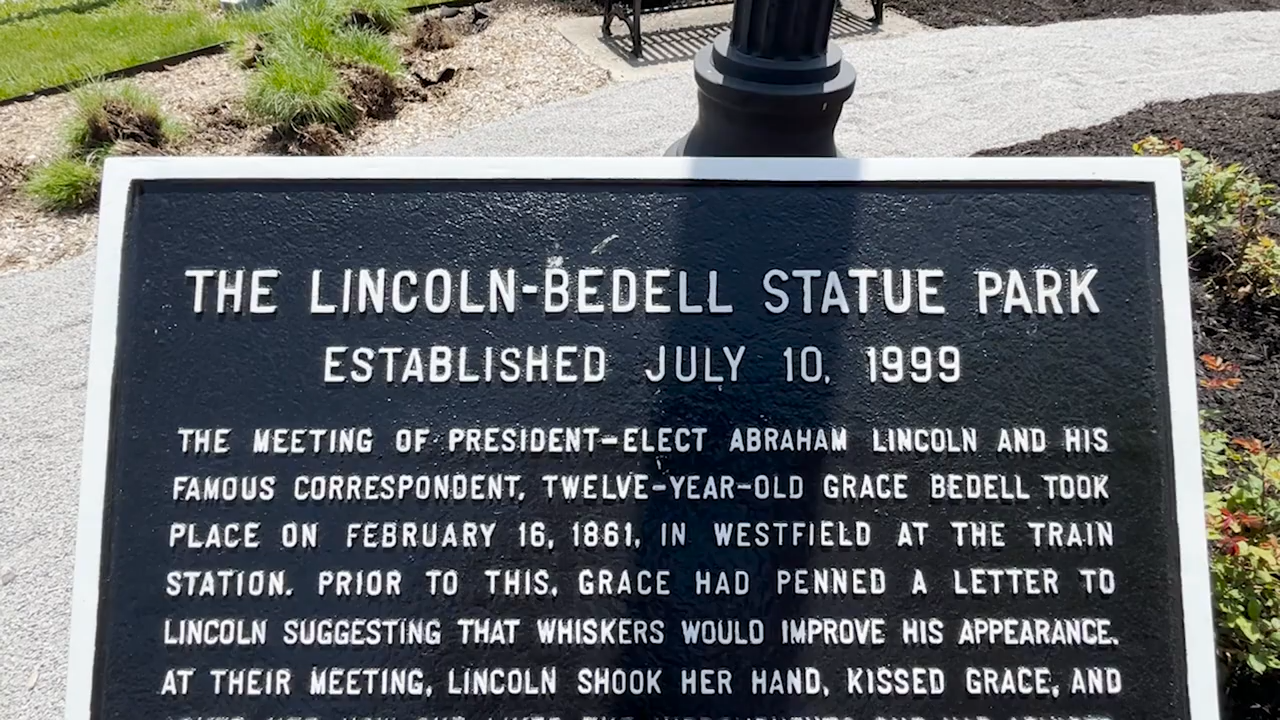 THE LINCOLN-BEDELL STATUE PARK
ESTABLISHED JULY 10, 1999
THE MEETING OF PRESIDENT-ELECT ABRAHAM LINCOLN AND HIS
FAMOUS CORRESPONDENT, TWELVE-YEAR-OLD GRACE BEDELL TOOK
PLACE ON FEBRUARY 16, 1861, IN WESTFIELD AT THE TRAIN
STATION. PRIOR TO THIS, GRACE HAD PENNED A LETTER TO
LINCOLN SUGGESTING THAT WHISKERS WOULD IMPROVE HIS APPEARANCE.
AT THEIR MEETING, LINCOLN SHOOK HER HAND, KISSED GRACE, AND